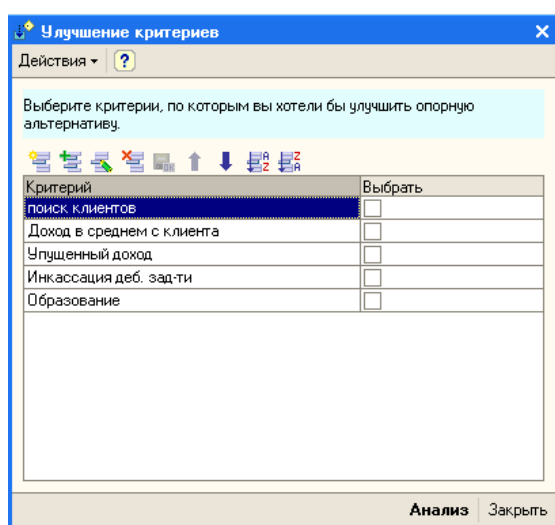 Улучшение критериев
Действия
Выберите критерии, по которым вы хотели бы улучшить опорную
альтернативу.
Критерий Выбрать
поиск клиентов
Доход в среднем с клиента
Упущенный доход
Инкассация деб. зад-ти
Образование
Анализ Закрыть